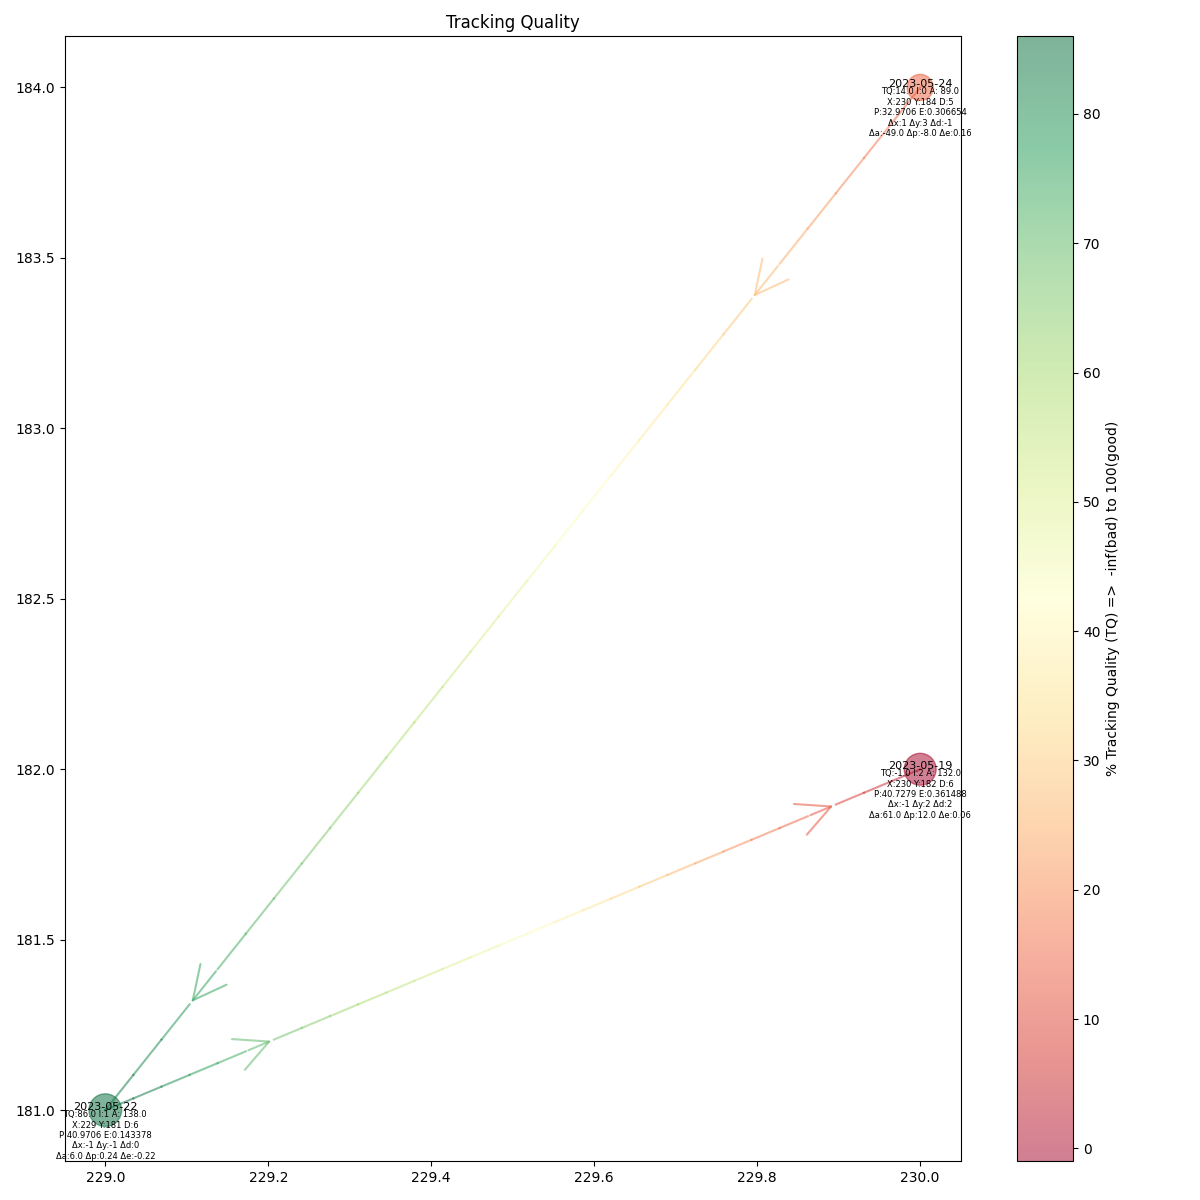 Tracking Quality
184.0
183.5
183.0
182.5
182.0
181.5
181.0
229.0 229.2 229.4 229.6 229.8 230.0
2023-05-24
TQ:14.0 I:0 A: 89.0
X:230 Y:184 D:5
P:32.9706 E:0.306654
Δx:1 Δy:3 Δd:-1
Δa:-49.0 Δp:-8.0 Δe:0.16
2023-05-19
TQ:-1.0 I:2 A: 132.0
X:230 Y:182 D:6
P:40.7279 E:0.361488
Δx:-1 Δy:2 Δd:2
Δa:61.0 Δp:12.0 Δe:0.06
2023-05-22
TQ:86.0 I:1 A: 138.0
X:229 Y:181 D:6
P:40.9706 E:0.143378
Δx:-1 Δy:-1 Δd:0
Δa:6.0 Δp:0.24 Δe:-0.22
80
70
60
50
40
30
20
10
0
% Tracking Quality (TQ) => -inf(bad) to 100(good)